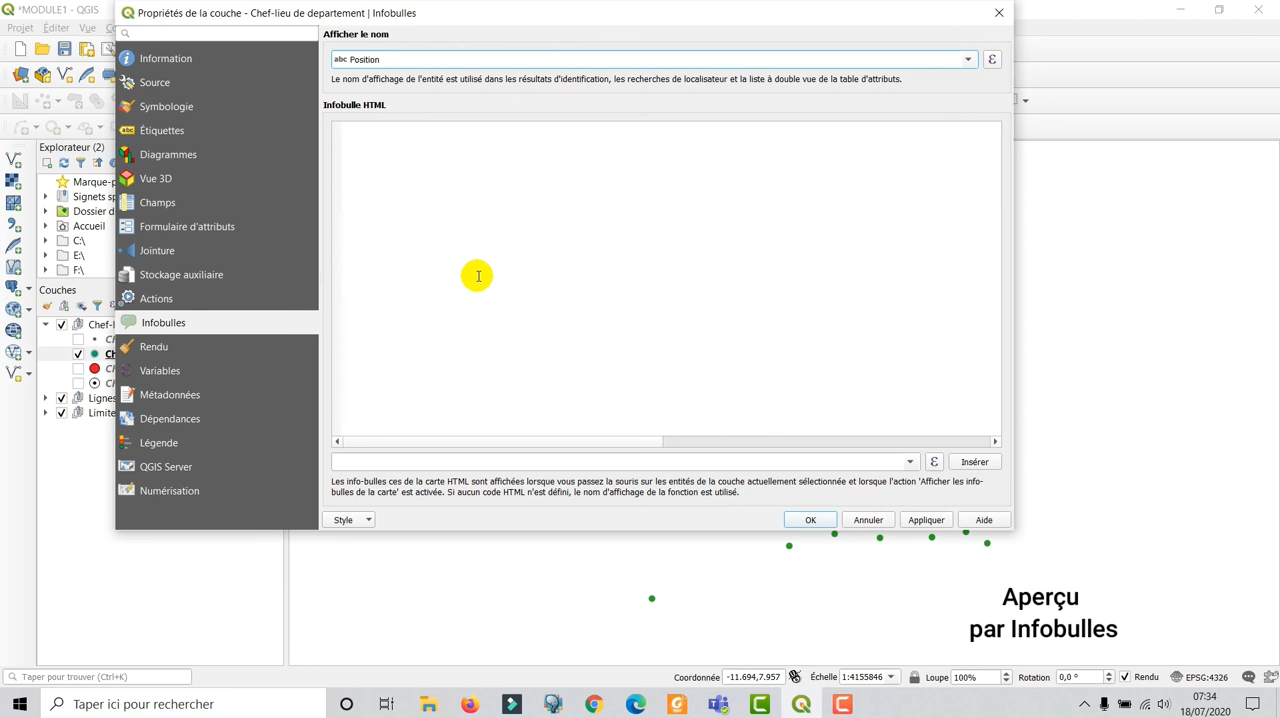 *MODULE1 - QGIS
Propriétés de la couche - Chef-lieu de departement | Infobulles
Projet Éditer Vue
Afficher le nom
Information
abc Position
ε
Le nom d'affichage de l'entité est utilisé dans les résultats d'identification, les recherches de localisateur et la liste à double vue de la table d'attributs.
Source
Infobulle HTML
Symbologie
abc Étiquettes
Diagrammes
Vue 3D
Champs
Formulaire d'attributs
Jointure
Stockage auxiliaire
Actions
Infobulles
Rendu
Variables
Métadonnées
Dépendances
Légende
QGIS Server
Numérisation
Explorateur (2)
Marque-p
Signets sp
Dossier d
Accueil
C:\
E:\
F:\
Couches
Chef-l
Ch
Ch
Ch
Ch
Lignes
Limite
ε Insérer
Les info-bulles ces de la carte HTML sont affichées lorsque vous passez la souris sur les entités de la couche actuellement sélectionnée et lorsque l'action 'Afficher les info-
bulles de la carte' est activée. Si aucun code HTML n'est défini, le nom d'affichage de la fonction est utilisé.
Style OK Annuler Appliquer Aide
Aperçu
par Infobulles
Taper pour trouver (Ctrl+K) Coordonnée -11.694,7.957 Échelle 1:4155846 Loupe 100% Rotation 0,0 ° Rendu EPSG:4326
Taper ici pour rechercher
07:34
18/07/2020